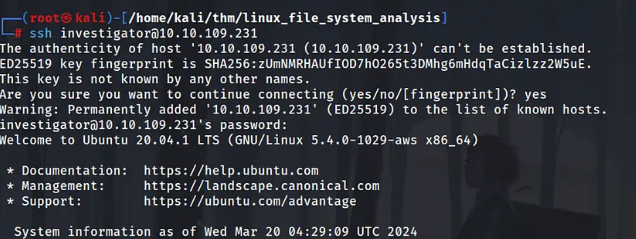 ┌──(root㉿kali)-[/home/kali/thm/linux_file_system_analysis]
└─# ssh investigator@10.10.109.231
The authenticity of host '10.10.109.231 (10.10.109.231)' can't be established.
ED25519 key fingerprint is SHA256:zUmNMRHAUfIOD7hO265t3DMhg6mHdqTaCizlzz2W5uE.
This key is not known by any other names.
Are you sure you want to continue connecting (yes/no/[fingerprint])? yes
Warning: Permanently added '10.10.109.231' (ED25519) to the list of known hosts.
investigator@10.10.109.231's password:
Welcome to Ubuntu 20.04.1 LTS (GNU/Linux 5.4.0-1029-aws x86_64)
* Documentation:  https://help.ubuntu.com
* Management:     https://landscape.canonical.com
* Support:        https://ubuntu.com/advantage
System information as of Wed Mar 20 04:29:09 UTC 2024